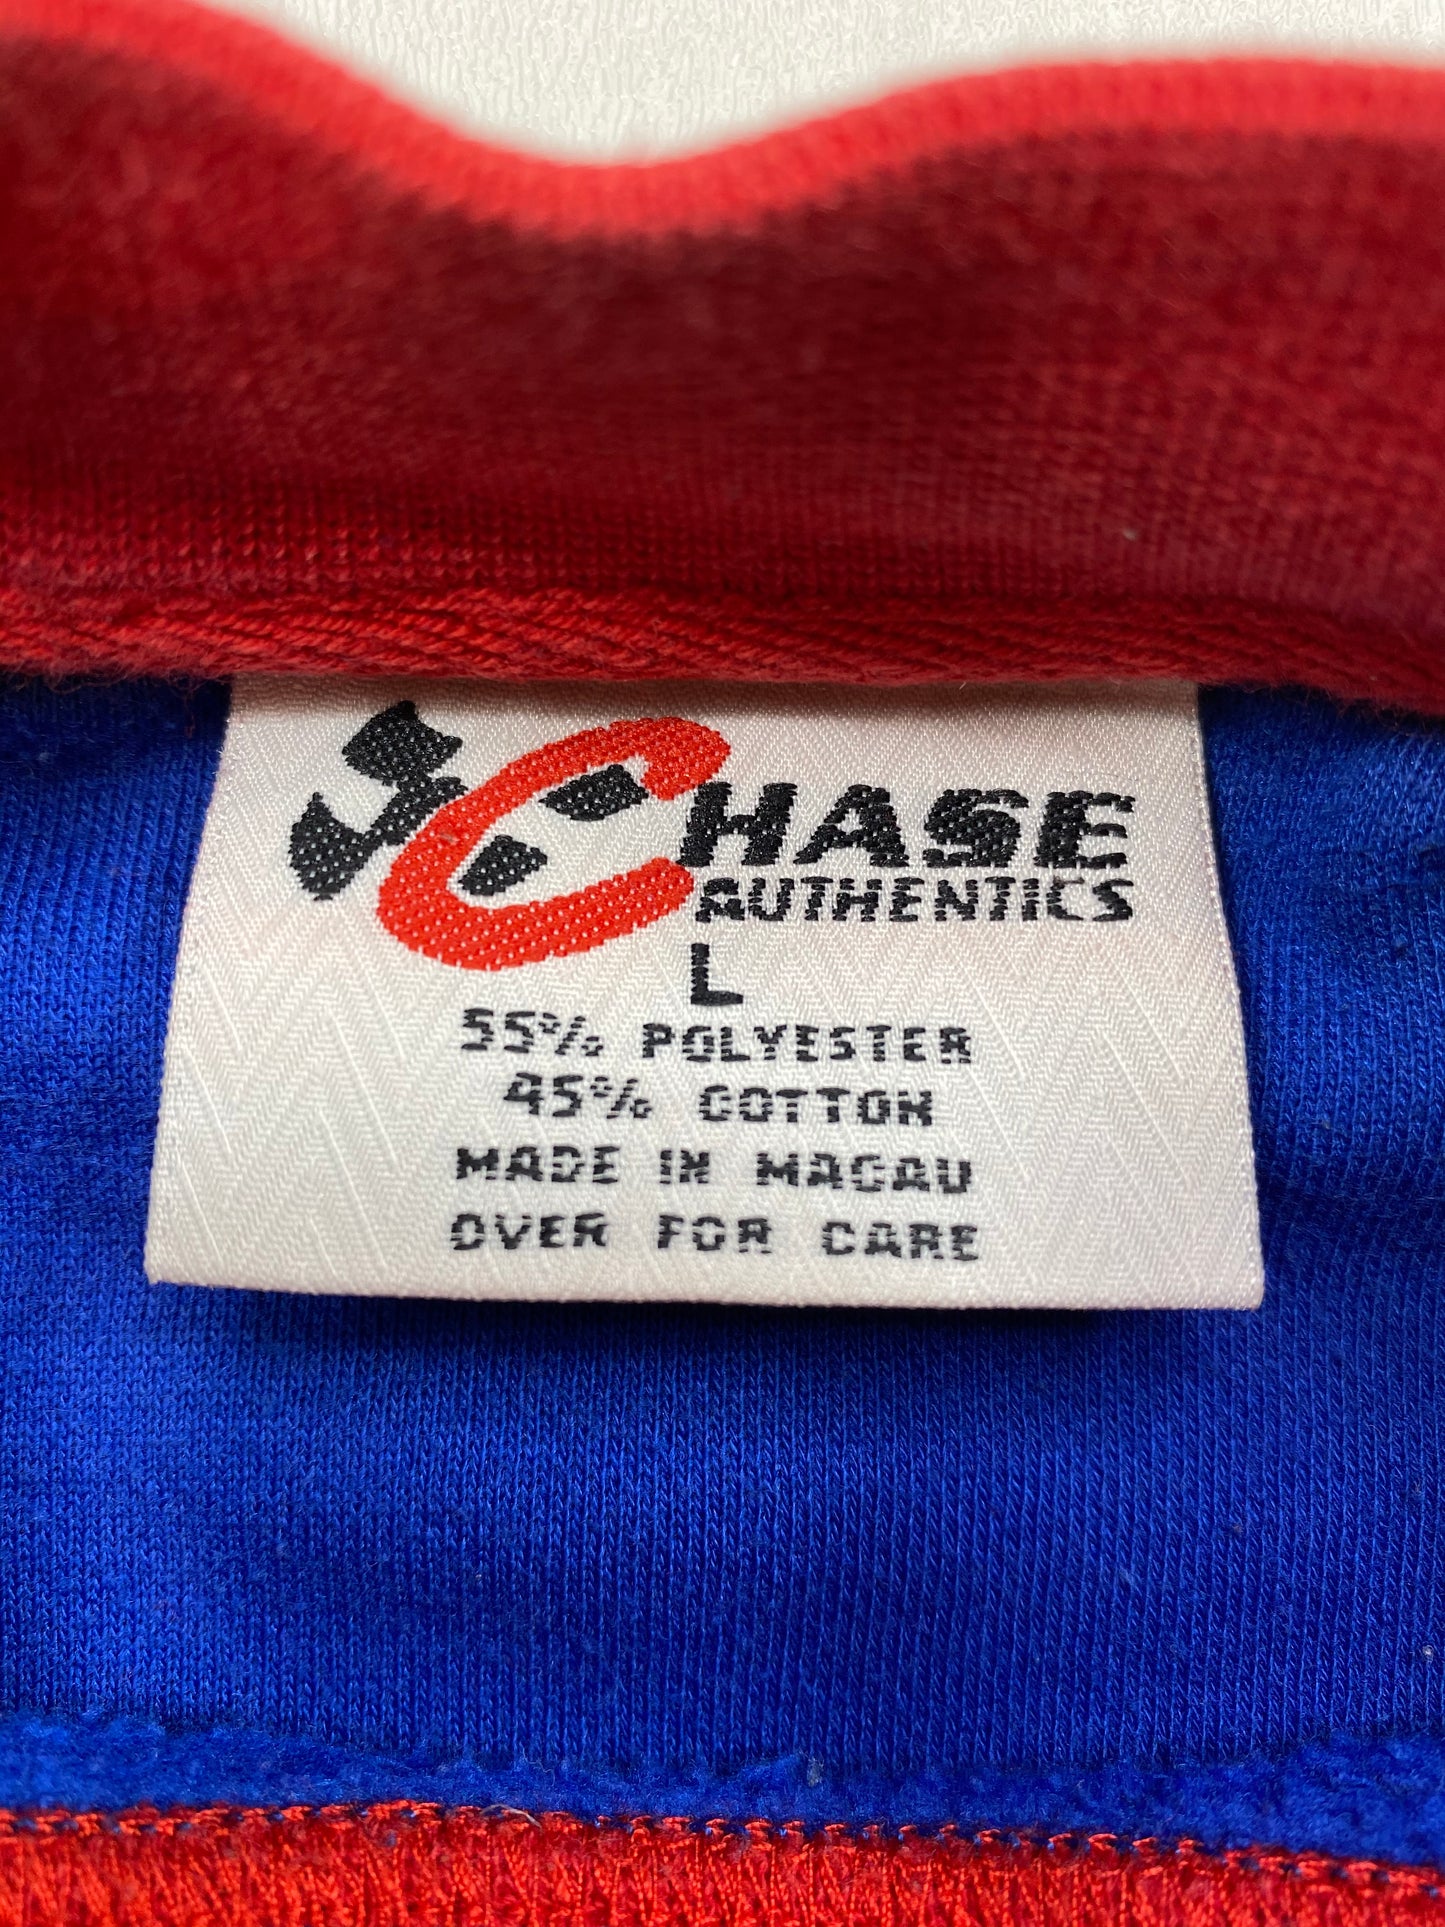 CHASE
AUTHENTICS
L
55% POLYESTER
45% COTTON
MADE IN MACAU
OVER FOR CARE